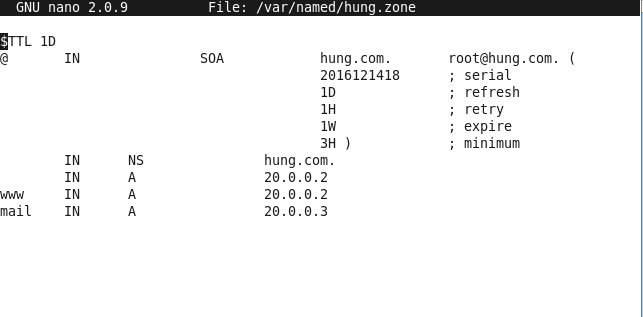 GNU nano 2.0.9 File: /var/named/hung.zone
$TTL 1D
@ IN SOA hung.com. root@hung.com. (
2016121418 ; serial
1D ; refresh
1H ; retry
1W ; expire
3H ) ; minimum
IN NS hung.com.
IN A 20.0.0.2
www IN A 20.0.0.2
mail IN A 20.0.0.3